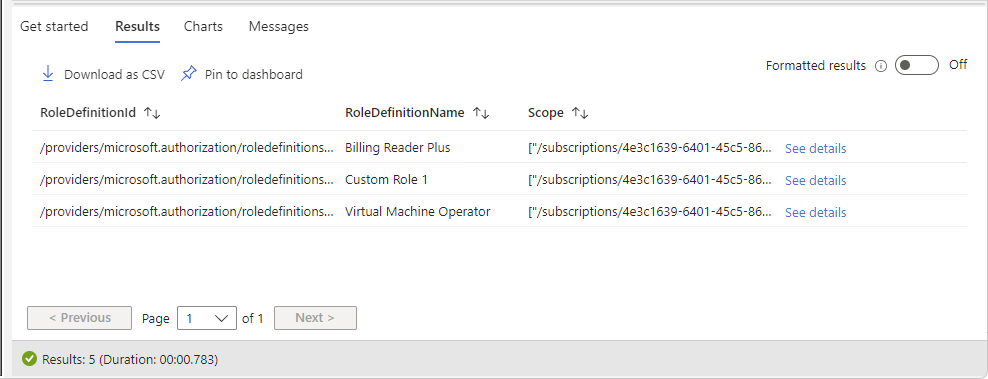 Get started Results Charts Messages
Download as CSV Pin to dashboard Formatted results Off
RoleDefinitionId RoleDefinitionName Scope
/providers/microsoft.authorization/roledefinitions... Billing Reader Plus ["/subscriptions/4e3c1639-6401-45c5-86... See details
/providers/microsoft.authorization/roledefinitions... Custom Role 1 ["/subscriptions/4e3c1639-6401-45c5-86... See details
/providers/microsoft.authorization/roledefinitions... Virtual Machine Operator ["/subscriptions/4e3c1639-6401-45c5-86... See details
< Previous Page 1 of 1 Next >
Results: 5 (Duration: 00:00.783)